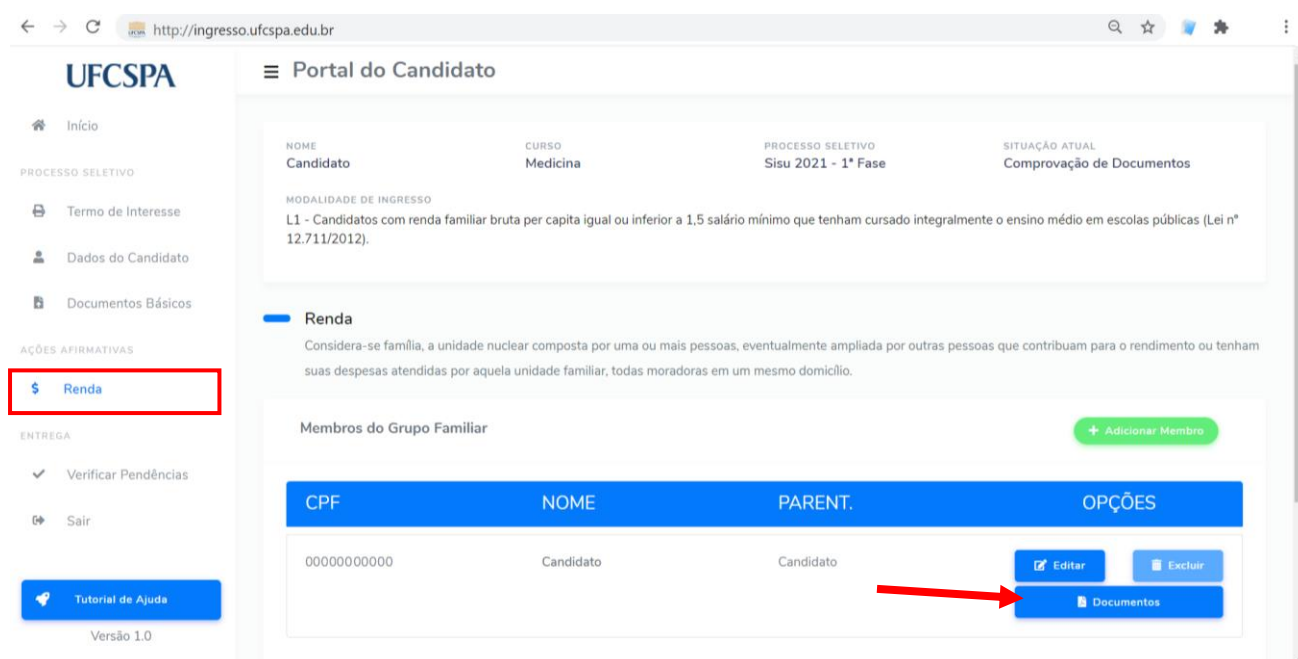 http://ingresso.ufcspa.edu.br
UFCSPA
Portal do Candidato
Início
PROCESSO SELETIVO
Termo de Interesse
Dados do Candidato
Documentos Básicos
AÇÕES AFIRMATIVAS
$ Renda
ENTREGA
Verificar Pendências
Sair
Tutorial de Ajuda
Versão 1.0
NOME
Candidato
CURSO
Medicina
PROCESSO SELETIVO
Sisu 2021 - 1ª Fase
SITUAÇÃO ATUAL
Comprovação de Documentos
MODALIDADE DE INGRESSO
L1 - Candidatos com renda familiar bruta per capita igual ou inferior a 1,5 salário mínimo que tenham cursado integralmente o ensino médio em escolas públicas (Lei nº
12.711/2012).
Renda
Considera-se família, a unidade nuclear composta por uma ou mais pessoas, eventualmente ampliada por outras pessoas que contribuam para o rendimento ou tenham
suas despesas atendidas por aquela unidade familiar, todas moradoras em um mesmo domicílio.
Membros do Grupo Familiar
+ Adicionar Membro
CPF NOME PARENT. OPÇÕES
00000000000 Candidato Candidato
Editar Excluir
Documentos